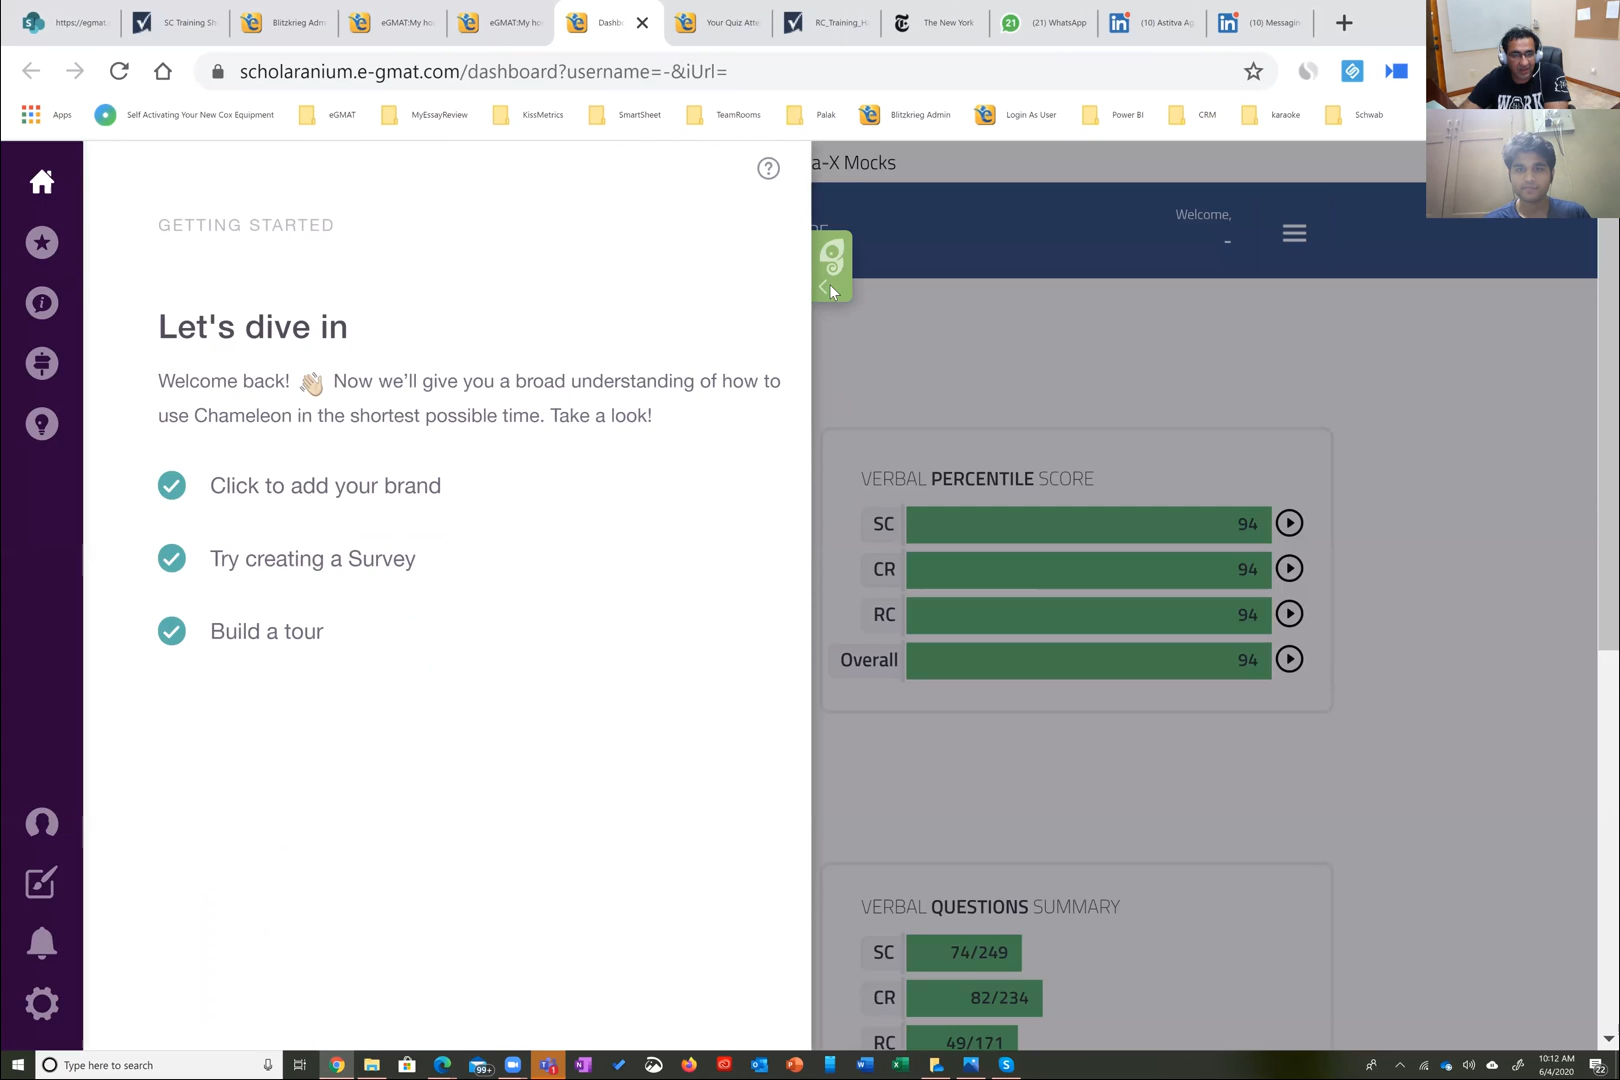 https://egmat.
SC Training Sh
Blitzkrieg Adm
eGMAT:My ho
eGMAT:My ho
Dashb
Your Quiz Atte
RC_Training_H
The New York
(21) WhatsApp
(10) Astitva Ag
(10) Messagin
scholaranium.e-gmat.com/dashboard?username=-&iUrl=
Apps
Self Activating Your New Cox Equipment
eGMAT
MyEssayReview
KissMetrics
SmartSheet
TeamRooms
Palak
Blitzkrieg Admin
Login As User
Power BI
CRM
karaoke
Schwab
WORK
a-X Mocks
Welcome,
-
GETTING STARTED
Let's dive in
Welcome back! 👋 Now we'll give you a broad understanding of how to
use Chameleon in the shortest possible time. Take a look!
Click to add your brand
Try creating a Survey
Build a tour
VERBAL PERCENTILE SCORE
SC 94
CR 94
RC 94
Overall 94
VERBAL QUESTIONS SUMMARY
SC 74/249
CR 82/234
RC 49/171
Type here to search
99+
10:12 AM
6/4/2020
22